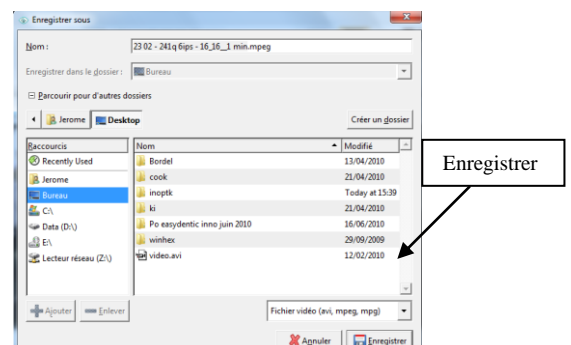 Enregistrer sous
Nom : 23 02 - 241q 6ips - 16_16__1 min.mpeg
Enregistrer dans le dossier : Bureau
Parcourir pour d'autres dossiers
Jerome Desktop Créer un dossier
Raccourcis Nom Modifié
Recently Used Bordel 13/04/2010
Jerome cook 21/04/2010
Bureau inoptk Today at 15:39
C:\ ki 21/04/2010
Data (D:\) Po easydentic inno juin 2010 16/06/2010
E:\ winhex 29/09/2009
Lecteur réseau (Z:\) video.avi 12/02/2010
Ajouter Enlever Fichier vidéo (avi, mpeg, mpg)
Annuler Enregistrer
Enregistrer